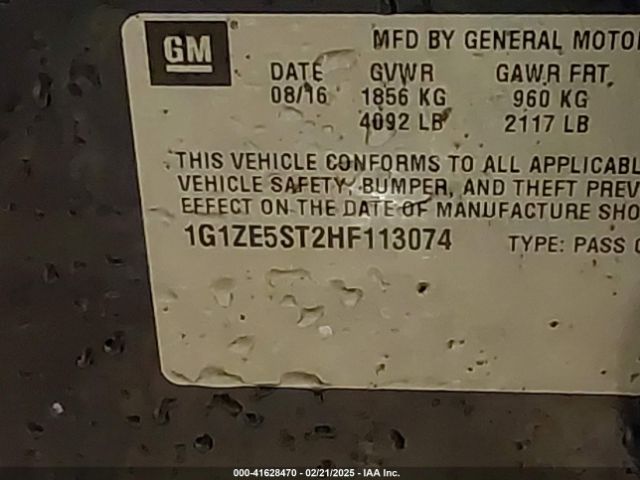 GM
MFD BY GENERAL MOTOR
DATE GVWR GAWR FRT.
08/16 1856 KG 960 KG
4092 LB 2117 LB
THIS VEHICLE CONFORMS TO ALL APPLICABL
VEHICLE SAFETY, BUMPER, AND THEFT PREV
EFFECT ON THE DATE OF MANUFACTURE SHO
1G1ZE5ST2HF113074 TYPE: PASS C
000-41628470 - 02/21/2025 - IAA Inc.